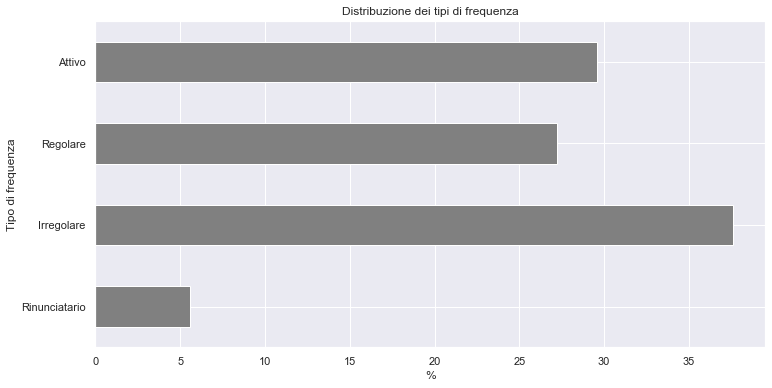 Distribuzione dei tipi di frequenza
Tipo di frequenza
Attivo
Regolare
Irregolare
Rinunciatario
0 5 10 15 20 25 30 35
%